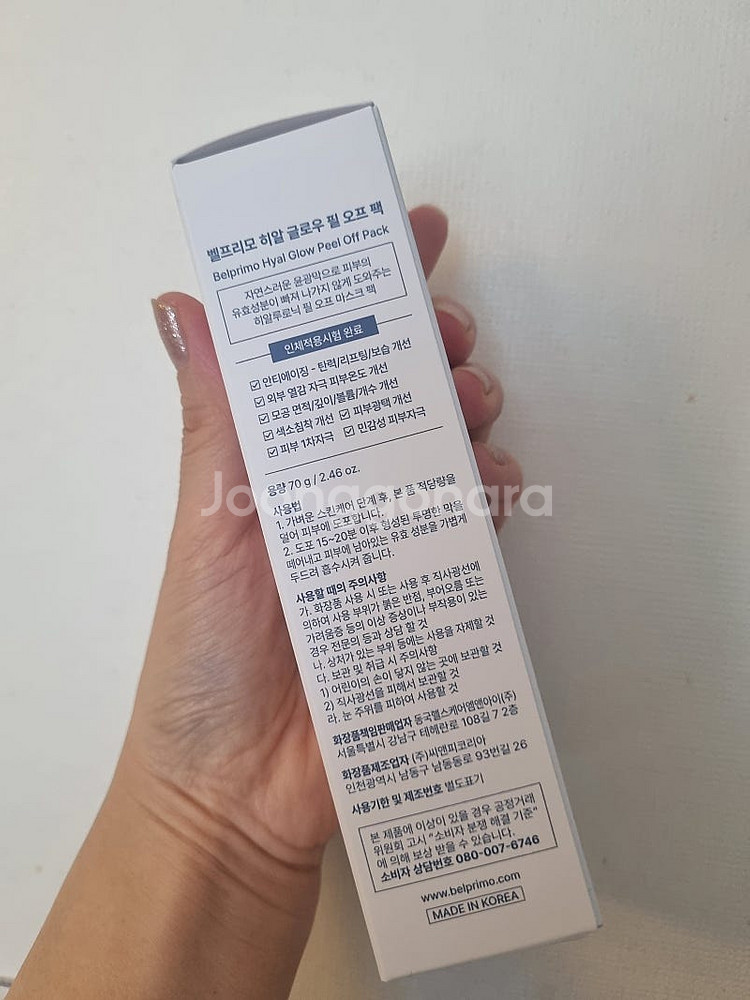 벨프리모 히알 글로우 필 오프 팩
Belprimo Hyal Glow Peel Off Pack
자연스러운 윤광막으로 피부의
유효성분이 빠져 나가지 않게 도와주는
히알루로닉 필 오프 마스크 팩
인체적용시험 완료
☑ 안티에이징 - 탄력/리프팅/보습 개선
☑ 외부 열감 자극 피부온도 개선
☑ 모공 면적/깊이/볼륨/개수 개선
☑ 색소침착 개선 ☑ 피부광택 개선
☑ 피부 1차자극 ☑ 민감성 피부자극
용량 70 g / 2.46 oz.
Joonggonara
사용법
1. 가벼운 스킨케어 단계 후, 본 품 적당량을
덜어 피부에 도포합니다.
2. 도포 15~20분 이후 형성된 투명한 막을
떼어내고 피부에 남아있는 유효 성분을 가볍게
두드려 흡수시켜 줍니다.
사용할 때의 주의사항
가. 화장품 사용 시 또는 사용 후 직사광선에
의하여 사용 부위가 붉은 반점, 부어오름 또는
가려움증 등의 이상 증상이나 부작용이 있는
경우 전문의 등과 상담 할 것
나. 상처가 있는 부위 등에는 사용을 자제할 것
다. 보관 및 취급 시 주의사항
1) 어린이의 손이 닿지 않는 곳에 보관할 것
2) 직사광선을 피해서 보관할 것
라. 눈 주위를 피하여 사용할 것
화장품책임판매업자 동국헬스케어엠앤아이(주)
서울특별시 강남구 테헤란로 108길 7 2층
화장품제조업자 (주)씨앤피코리아
인천광역시 남동구 남동동로 93번길 26
사용기한 및 제조번호 별도표기
본 제품에 이상이 있을 경우 공정거래
위원회 고시 "소비자 분쟁 해결 기준"
에 의해 보상 받을 수 있습니다.
소비자 상담번호 080-007-6746
www.belprimo.com
MADE IN KOREA